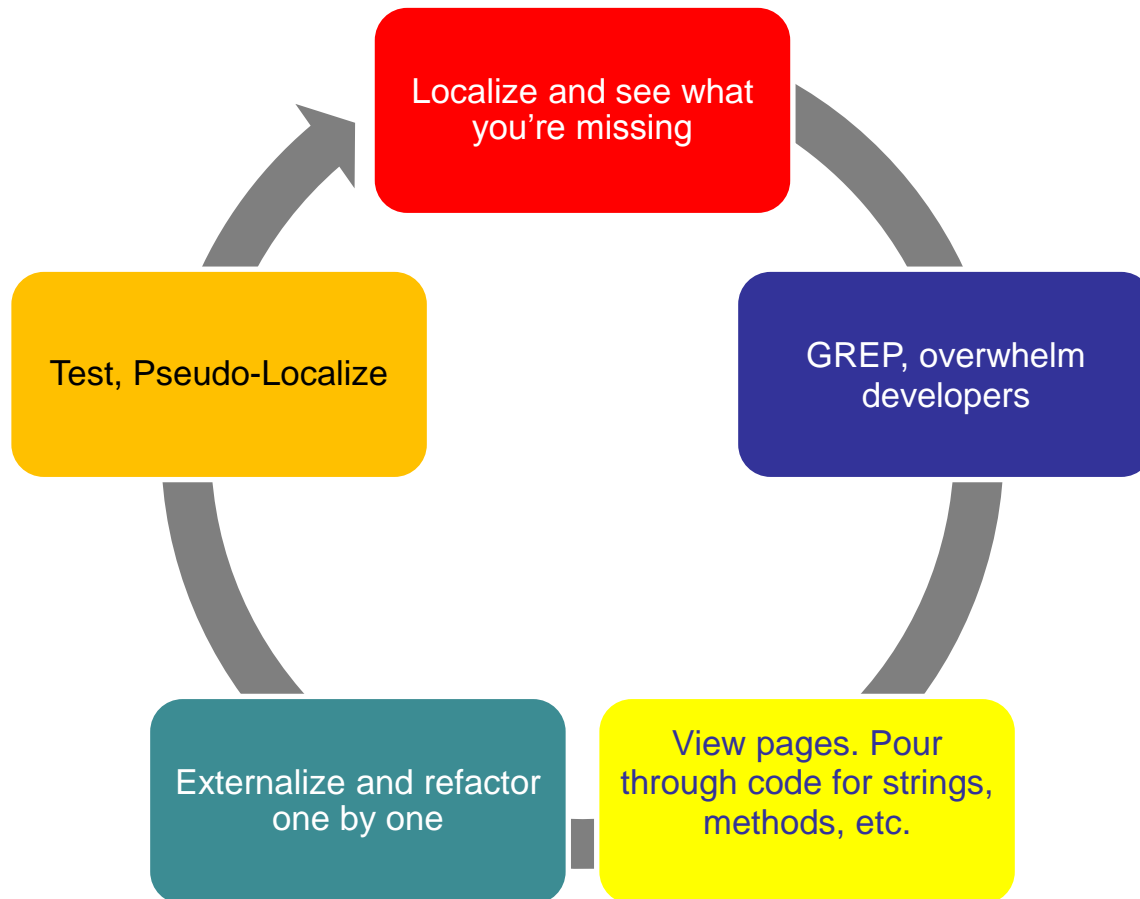 Localize and see what
you’re missing
GREP, overwhelm
developers
View pages. Pour
through code for strings,
methods, etc.
Externalize and refactor
one by one
Test, Pseudo-Localize